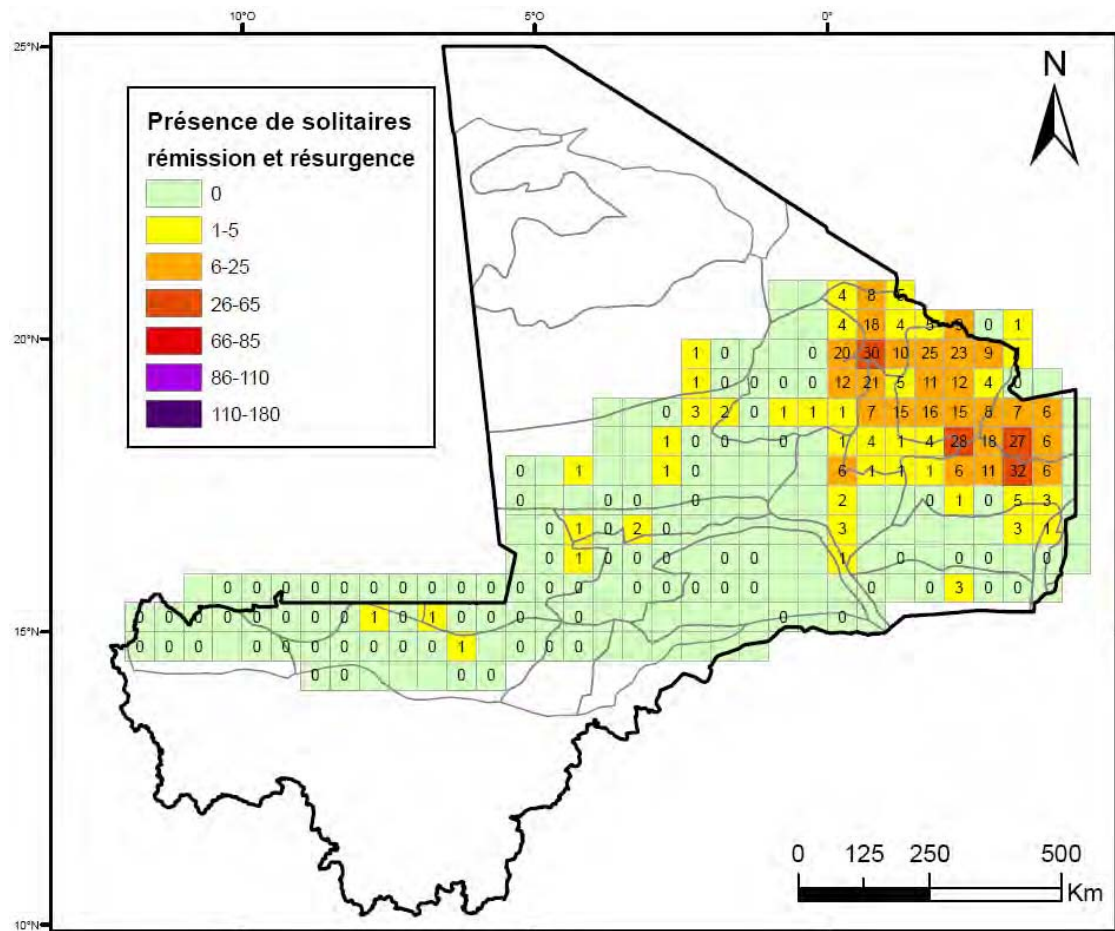 10°O 5°O 0°
25°N
N
Présence de solitaires
rémission et résurgence
0
1-5
6-25
26-65
66-85
86-110
110-180
4 8
20°N
4 18 4 0 1
1 0 0 20 30 10 25 23 9
1 0 0 0 0 12 21 5 11 12 4 0
0 3 2 0 1 1 1 7 15 16 15 8 7 6
1 0 0 0 0 1 4 1 4 28 18 27 6
0 1 1 0 6 1 1 1 6 11 32 6
0 0 0 0 2 0 1 0 5 3
0 1 0 2 0 3 3 1
0 0 1 0 0 0 0 0 0 1 0 0 0 0
0 0 0 0 0 0 0 0 0 0 0 0 0 0 0 0 0 0 0 0 3 0 0
15°N
0 0 0 0 0 0 0 0 1 0 1 0 0 0 0 0 0 0
0 0 0 0 0 0 0 0 0 0 1 0 0 0
0 0 0 0
0 125 250 500
Km
10°N